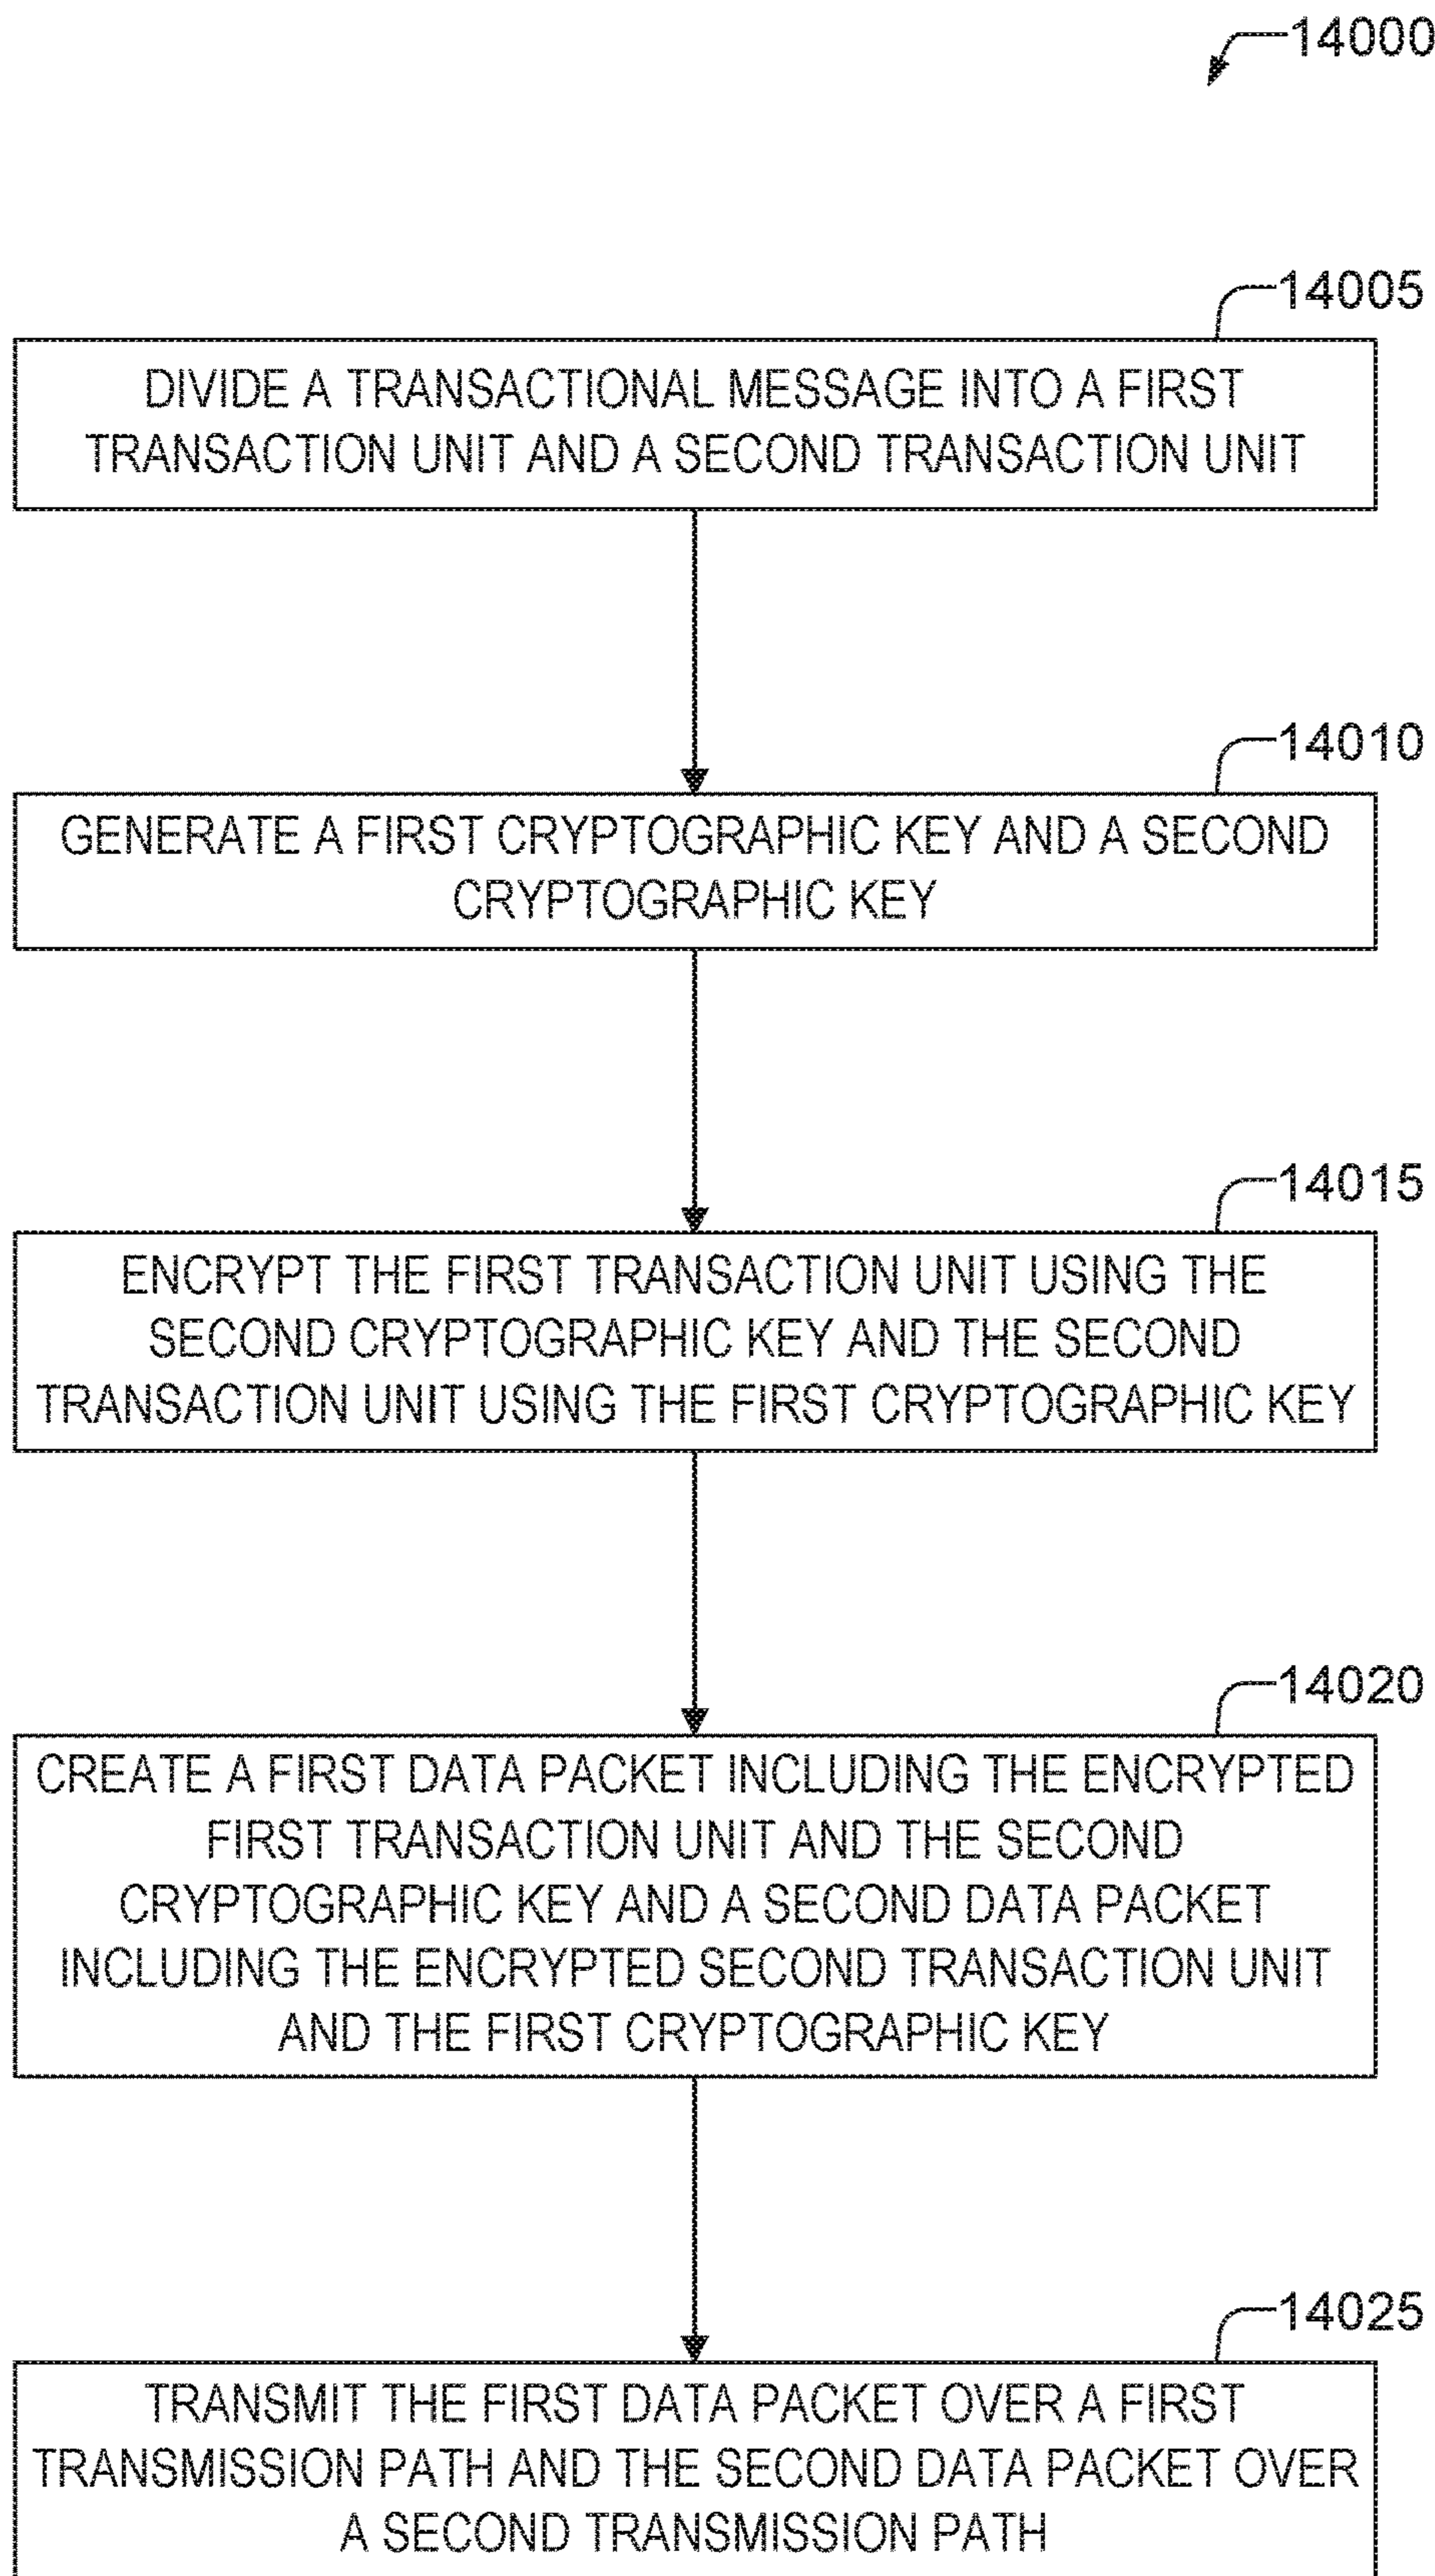 14000
14005
DIVIDE A TRANSACTIONAL MESSAGE INTO A FIRST
TRANSACTION UNIT AND A SECOND TRANSACTION UNIT
14010
GENERATE A FIRST CRYPTOGRAPHIC KEY AND A SECOND
CRYPTOGRAPHIC KEY
14015
ENCRYPT THE FIRST TRANSACTION UNIT USING THE
SECOND CRYPTOGRAPHIC KEY AND THE SECOND
TRANSACTION UNIT USING THE FIRST CRYPTOGRAPHIC KEY
14020
CREATE A FIRST DATA PACKET INCLUDING THE ENCRYPTED
FIRST TRANSACTION UNIT AND THE SECOND
CRYPTOGRAPHIC KEY AND A SECOND DATA PACKET
INCLUDING THE ENCRYPTED SECOND TRANSACTION UNIT
AND THE FIRST CRYPTOGRAPHIC KEY
14025
TRANSMIT THE FIRST DATA PACKET OVER A FIRST
TRANSMISSION PATH AND THE SECOND DATA PACKET OVER
A SECOND TRANSMISSION PATH